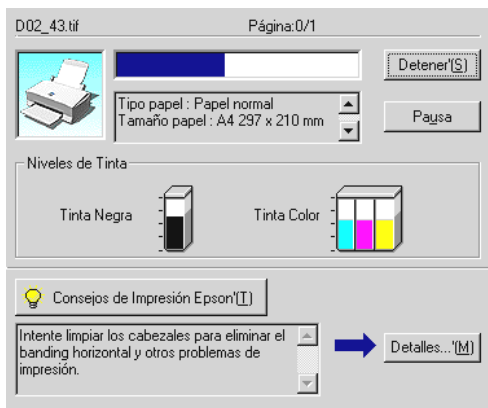 D02_43.tif Página:0/1
Detener'(S)
Tipo papel : Papel normal
Tamaño papel : A4 297 x 210 mm
Pausa
Niveles de Tinta
Tinta Negra Tinta Color
Consejos de Impresión Epson'(T)
Intente limpiar los cabezales para eliminar el
banding horizontal y otros problemas de
impresión.
Detalles...'(M)